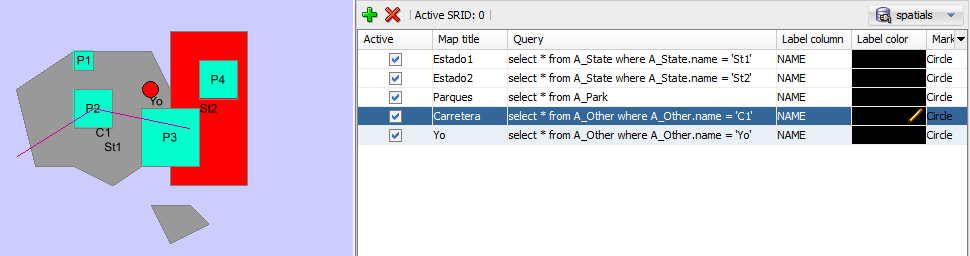 P1
P4
Yo
P2
St2
C1
P3
St1
Active SRID: 0
spatials
Active Map title Query Label column Label color Mark
Estado1 select * from A_State where A_State.name = 'St1' NAME Circle
Estado2 select * from A_State where A_State.name = 'St2' NAME Circle
Parques select * from A_Park NAME Circle
Carretera select * from A_Other where A_Other.name = 'C1' NAME Circle
Yo select * from A_Other where A_Other.name = 'Yo' NAME Circle